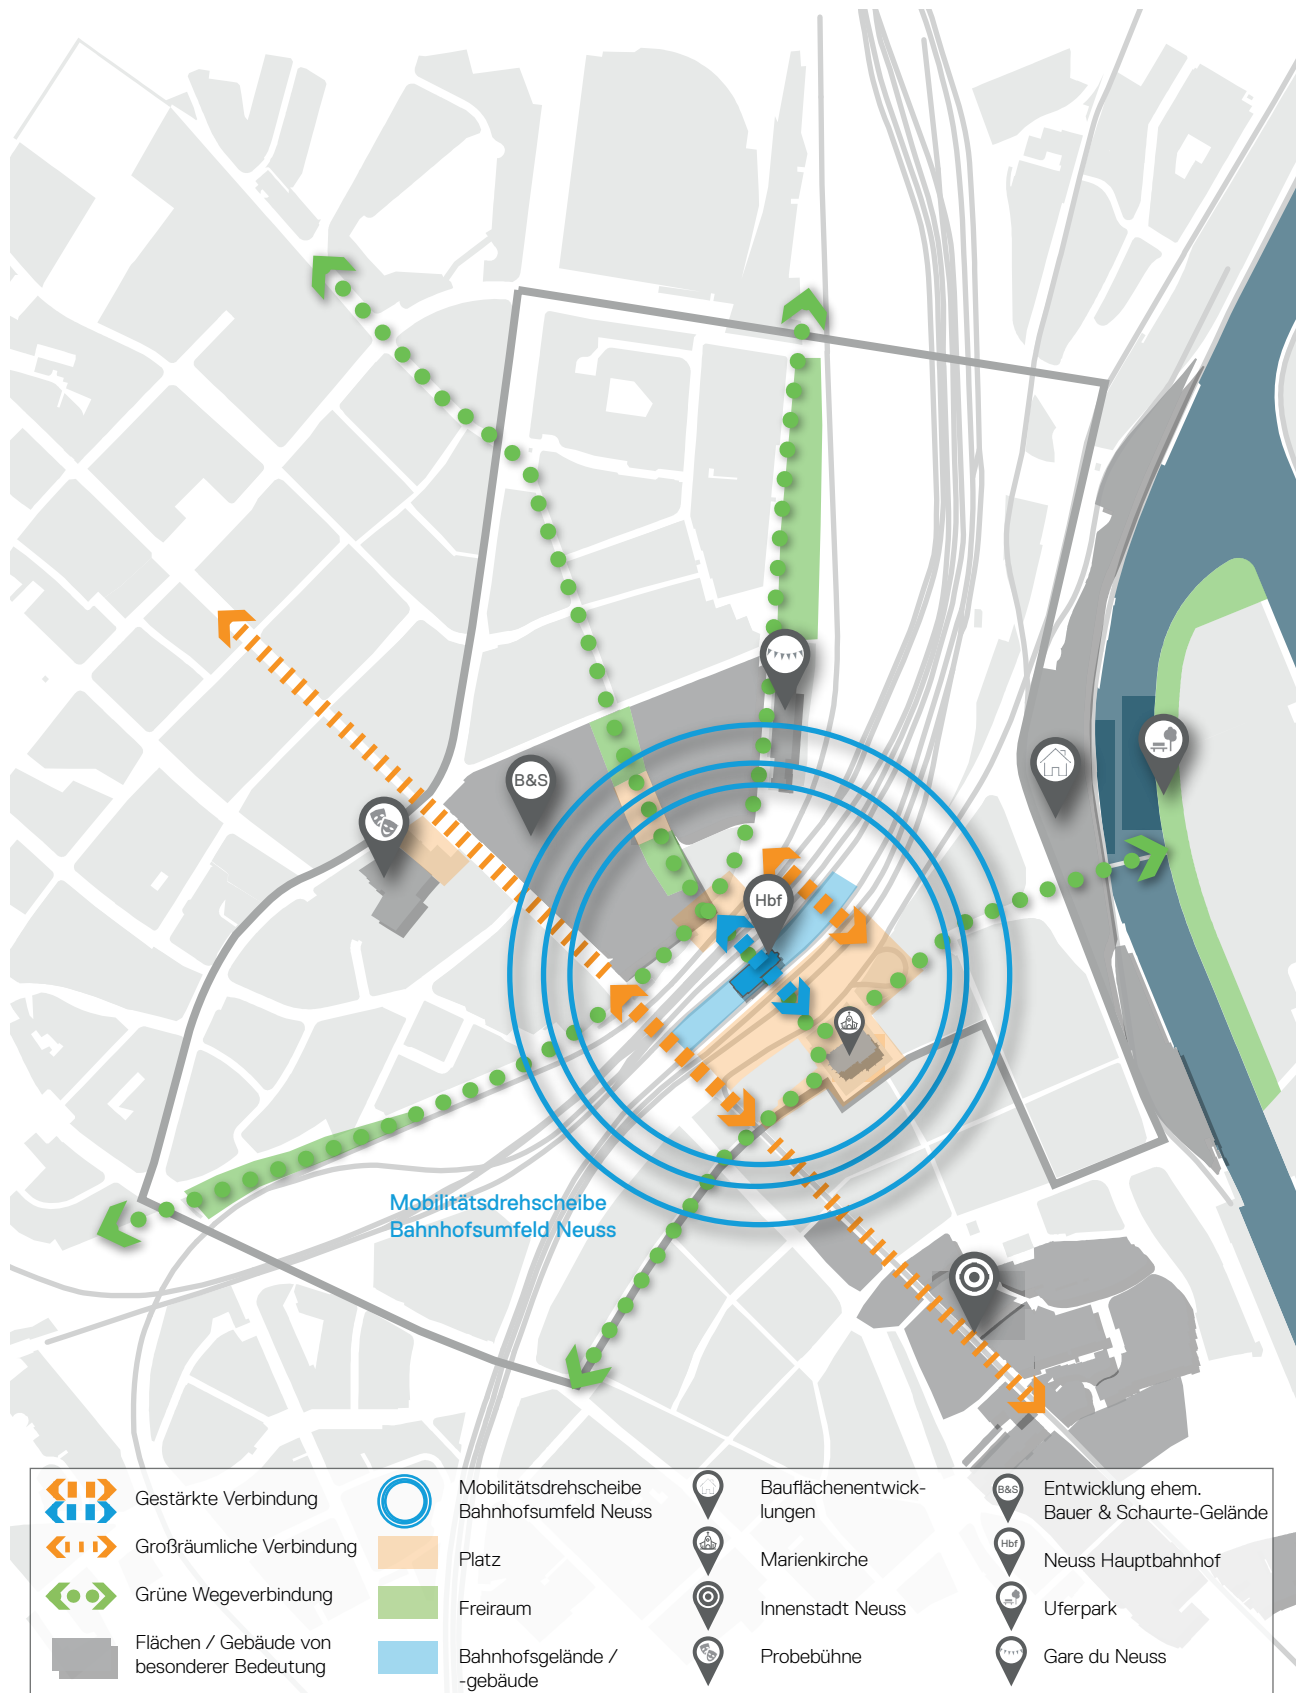 B&S
Hbf
Mobilitätsdrehscheibe
Bahnhofsumfeld Neuss
Gestärkte Verbindung
Großräumliche Verbindung
Grüne Wegeverbindung
Flächen / Gebäude von
besonderer Bedeutung
Mobilitätsdrehscheibe
Bahnhofsumfeld Neuss
Platz
Freiraum
Bahnhofsgelände /
-gebäude
Bauflächenentwick-
lungen
Marienkirche
Innenstadt Neuss
Probebühne
B&S
Entwicklung ehem.
Bauer & Schaurte-Gelände
Hbf
Neuss Hauptbahnhof
Uferpark
Gare du Neuss